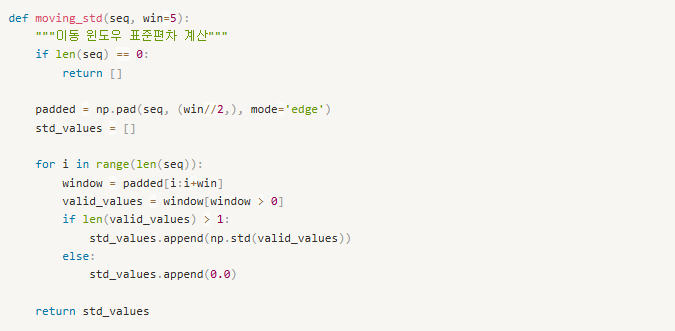 def moving_std(seq, win=5):
    """이동 윈도우 표준편차 계산"""
    if len(seq) == 0:
        return []

    padded = np.pad(seq, (win//2,), mode='edge')
    std_values = []

    for i in range(len(seq)):
        window = padded[i:i+win]
        valid_values = window[window > 0]
        if len(valid_values) > 1:
            std_values.append(np.std(valid_values))
        else:
            std_values.append(0.0)

    return std_values